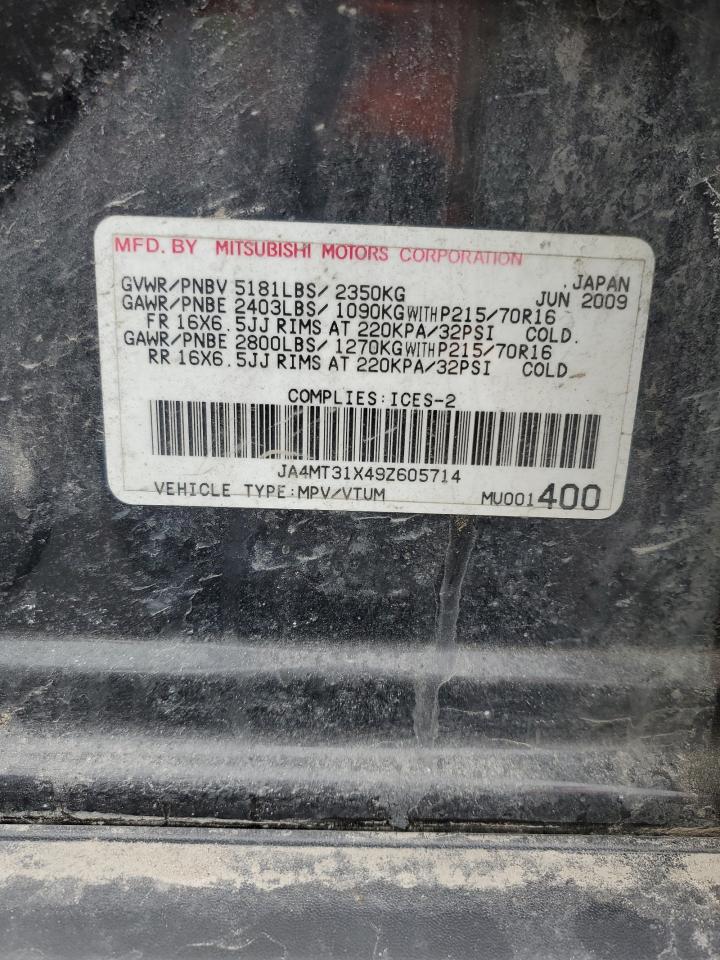 MFD. BY MITSUBISHI MOTORS CORPORATION
JAPAN
GVWR/PNBV 5181LBS/ 2350KG JUN 2009
GAWR/PNBE 2403LBS/ 1090KG WITH P215/70R16
FR 16X6.5JJ RIMS AT 220KPA/32PSI COLD.
GAWR/PNBE 2800LBS/ 1270KG WITH P215/70R16
RR 16X6.5JJ RIMS AT 220KPA/32PSI COLD.
COMPLIES:ICES-2
JA4MT31X49Z605714
VEHICLE TYPE:MPV/VTUM MU001400